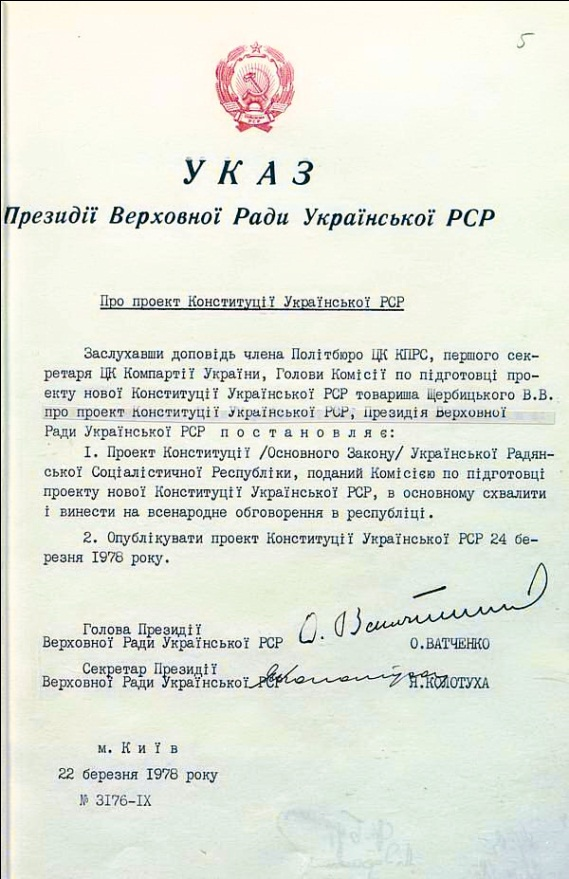 5
УКАЗ
Президії Верховної Ради Української РСР
Про проект Конституції Української РСР
Заслухавши доповідь члена Політбюро ЦК КПРС, першого сек-
ретаря ЦК Компартії України, Голови Комісії по підготовці про-
екту нової Конституції Української РСР товариша Щербицького В.В.
про проект Конституції Української РСР, Президія Верховної
Ради Української РСР п о с т а н о в л я є:
I. Проект Конституції /Основного Закону/ Української Радян-
ської Соціалістичної Республіки, поданий Комісією по підготовці
проекту нової Конституції Української РСР, в основному схвалити
і винести на всенародне обговорення в республіці.
2. Опублікувати проект Конституції Української РСР 24 бе-
резня 1978 року.
Голова Президії
Верховної Ради Української РСР О.ВАТЧЕНКО
Секретар Президії
Верховної Ради Української РСР Я.КОЛОТУХА
м. К и ї в
22 березня 1978 року
№ 3176-IX